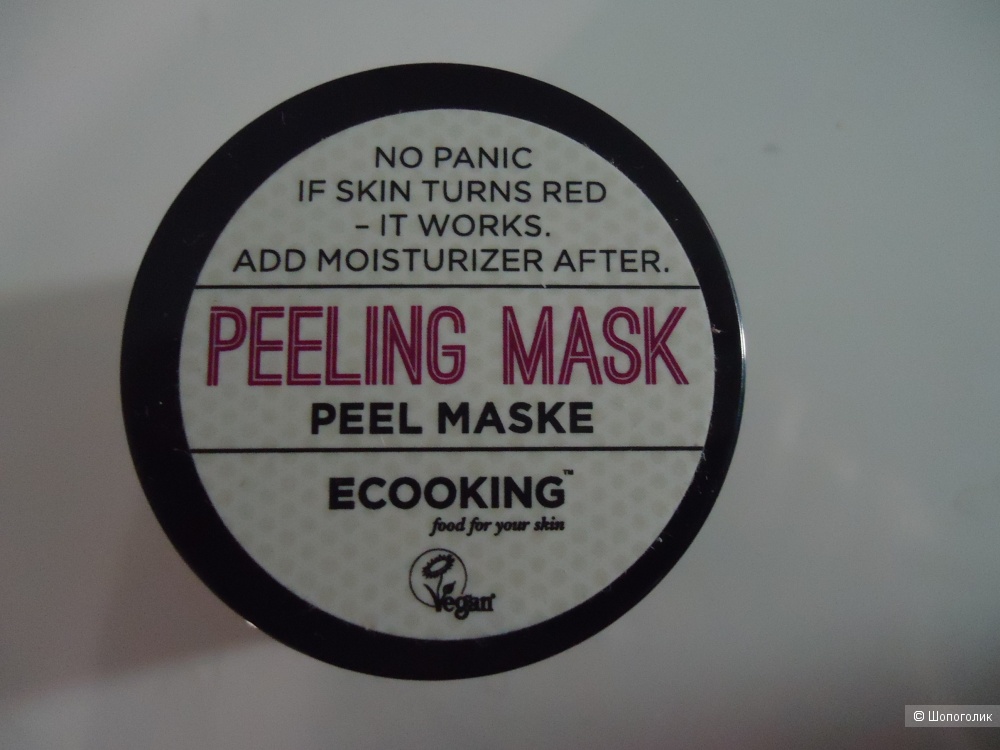 NO PANIC
IF SKIN TURNS RED
– IT WORKS.
ADD MOISTURIZER AFTER.
PEELING MASK
PEEL MASKE
ECOOKING™
food for your skin
Vegan
© Шопоголик